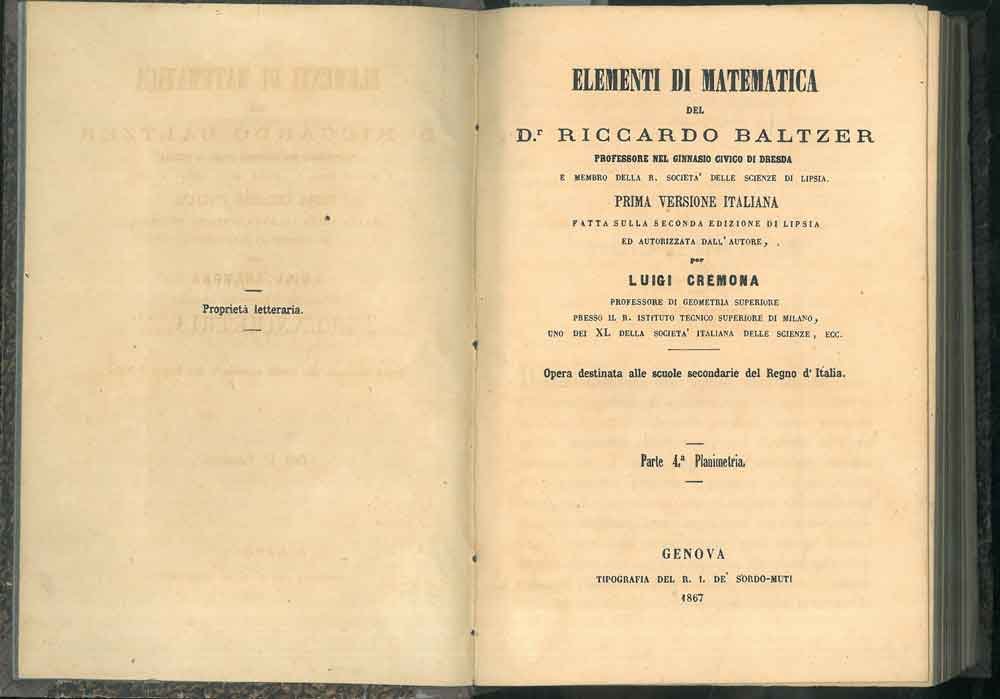 Proprietà letteraria.
ELEMENTI DI MATEMATICA
DEL
D.r RICCARDO BALTZER
PROFESSORE NEL GINNASIO CIVICO DI DRESDA
E MEMBRO DELLA R. SOCIETA' DELLE SCIENZE DI LIPSIA.
PRIMA VERSIONE ITALIANA
FATTA SULLA SECONDA EDIZIONE DI LIPSIA
ED AUTORIZZATA DALL'AUTORE,
per
LUIGI CREMONA
PROFESSORE DI GEOMETRIA SUPERIORE
PRESSO IL R. ISTITUTO TECNICO SUPERIORE DI MILANO,
UNO DEI XL DELLA SOCIETA' ITALIANA DELLE SCIENZE, ECC.
Opera destinata alle scuole secondarie del Regno d'Italia.
Parte 4.a Planimetria.
GENOVA
TIPOGRAFIA DEL R. I. DE' SORDO-MUTI
1867